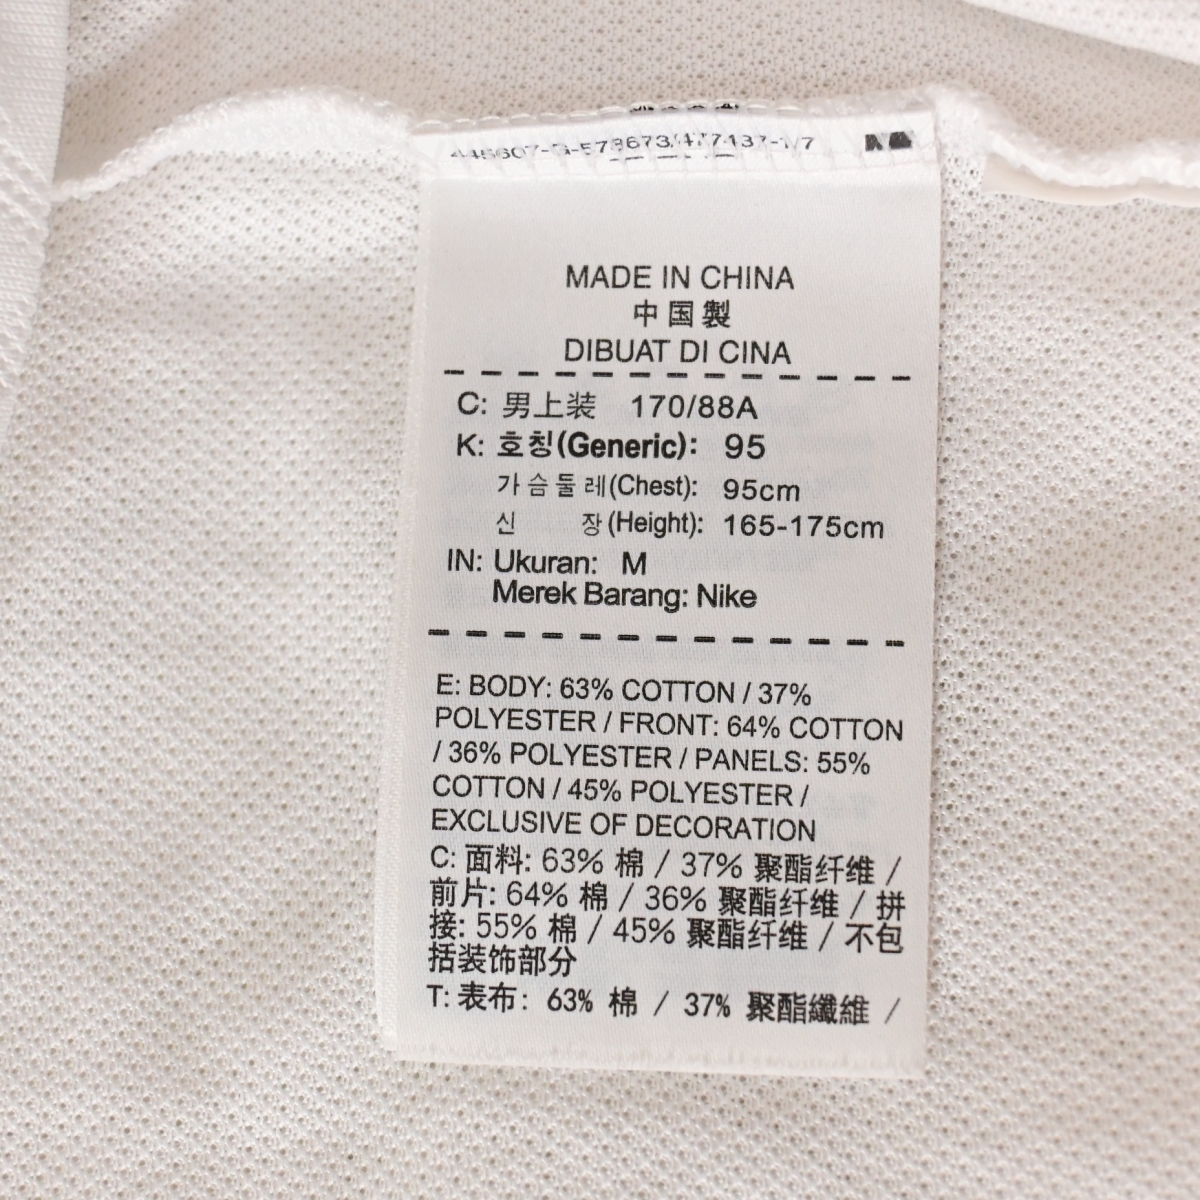 MADE IN CHINA
中国製
DIBUAT DI CINA
C: 男上装 170/88A
K: 호칭(Generic): 95
가슴둘레(Chest): 95cm
신 장(Height): 165-175cm
IN: Ukuran: M
Merek Barang: Nike
E: BODY: 63% COTTON / 37%
POLYESTER / FRONT: 64% COTTON
/ 36% POLYESTER / PANELS: 55%
COTTON / 45% POLYESTER /
EXCLUSIVE OF DECORATION
C: 面料: 63% 棉 / 37% 聚酯纤维 /
前片: 64% 棉 / 36% 聚酯纤维 / 拼
接: 55% 棉 / 45% 聚酯纤维 / 不包
括装饰部分
T: 表布: 63% 棉 / 37% 聚酯纖維 /